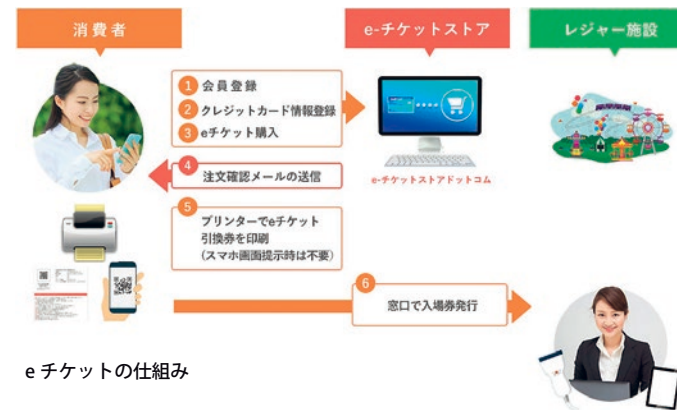 消費者
e-チケットストア
レジャー施設
1 会員登録
2 クレジットカード情報登録
3 eチケット購入
e-チケットストアドットコム
4 注文確認メールの送信
5 プリンターでeチケット
引換券を印刷
(スマホ画面提示時は不要)
6 窓口で入場券発行
e チケットの仕組み